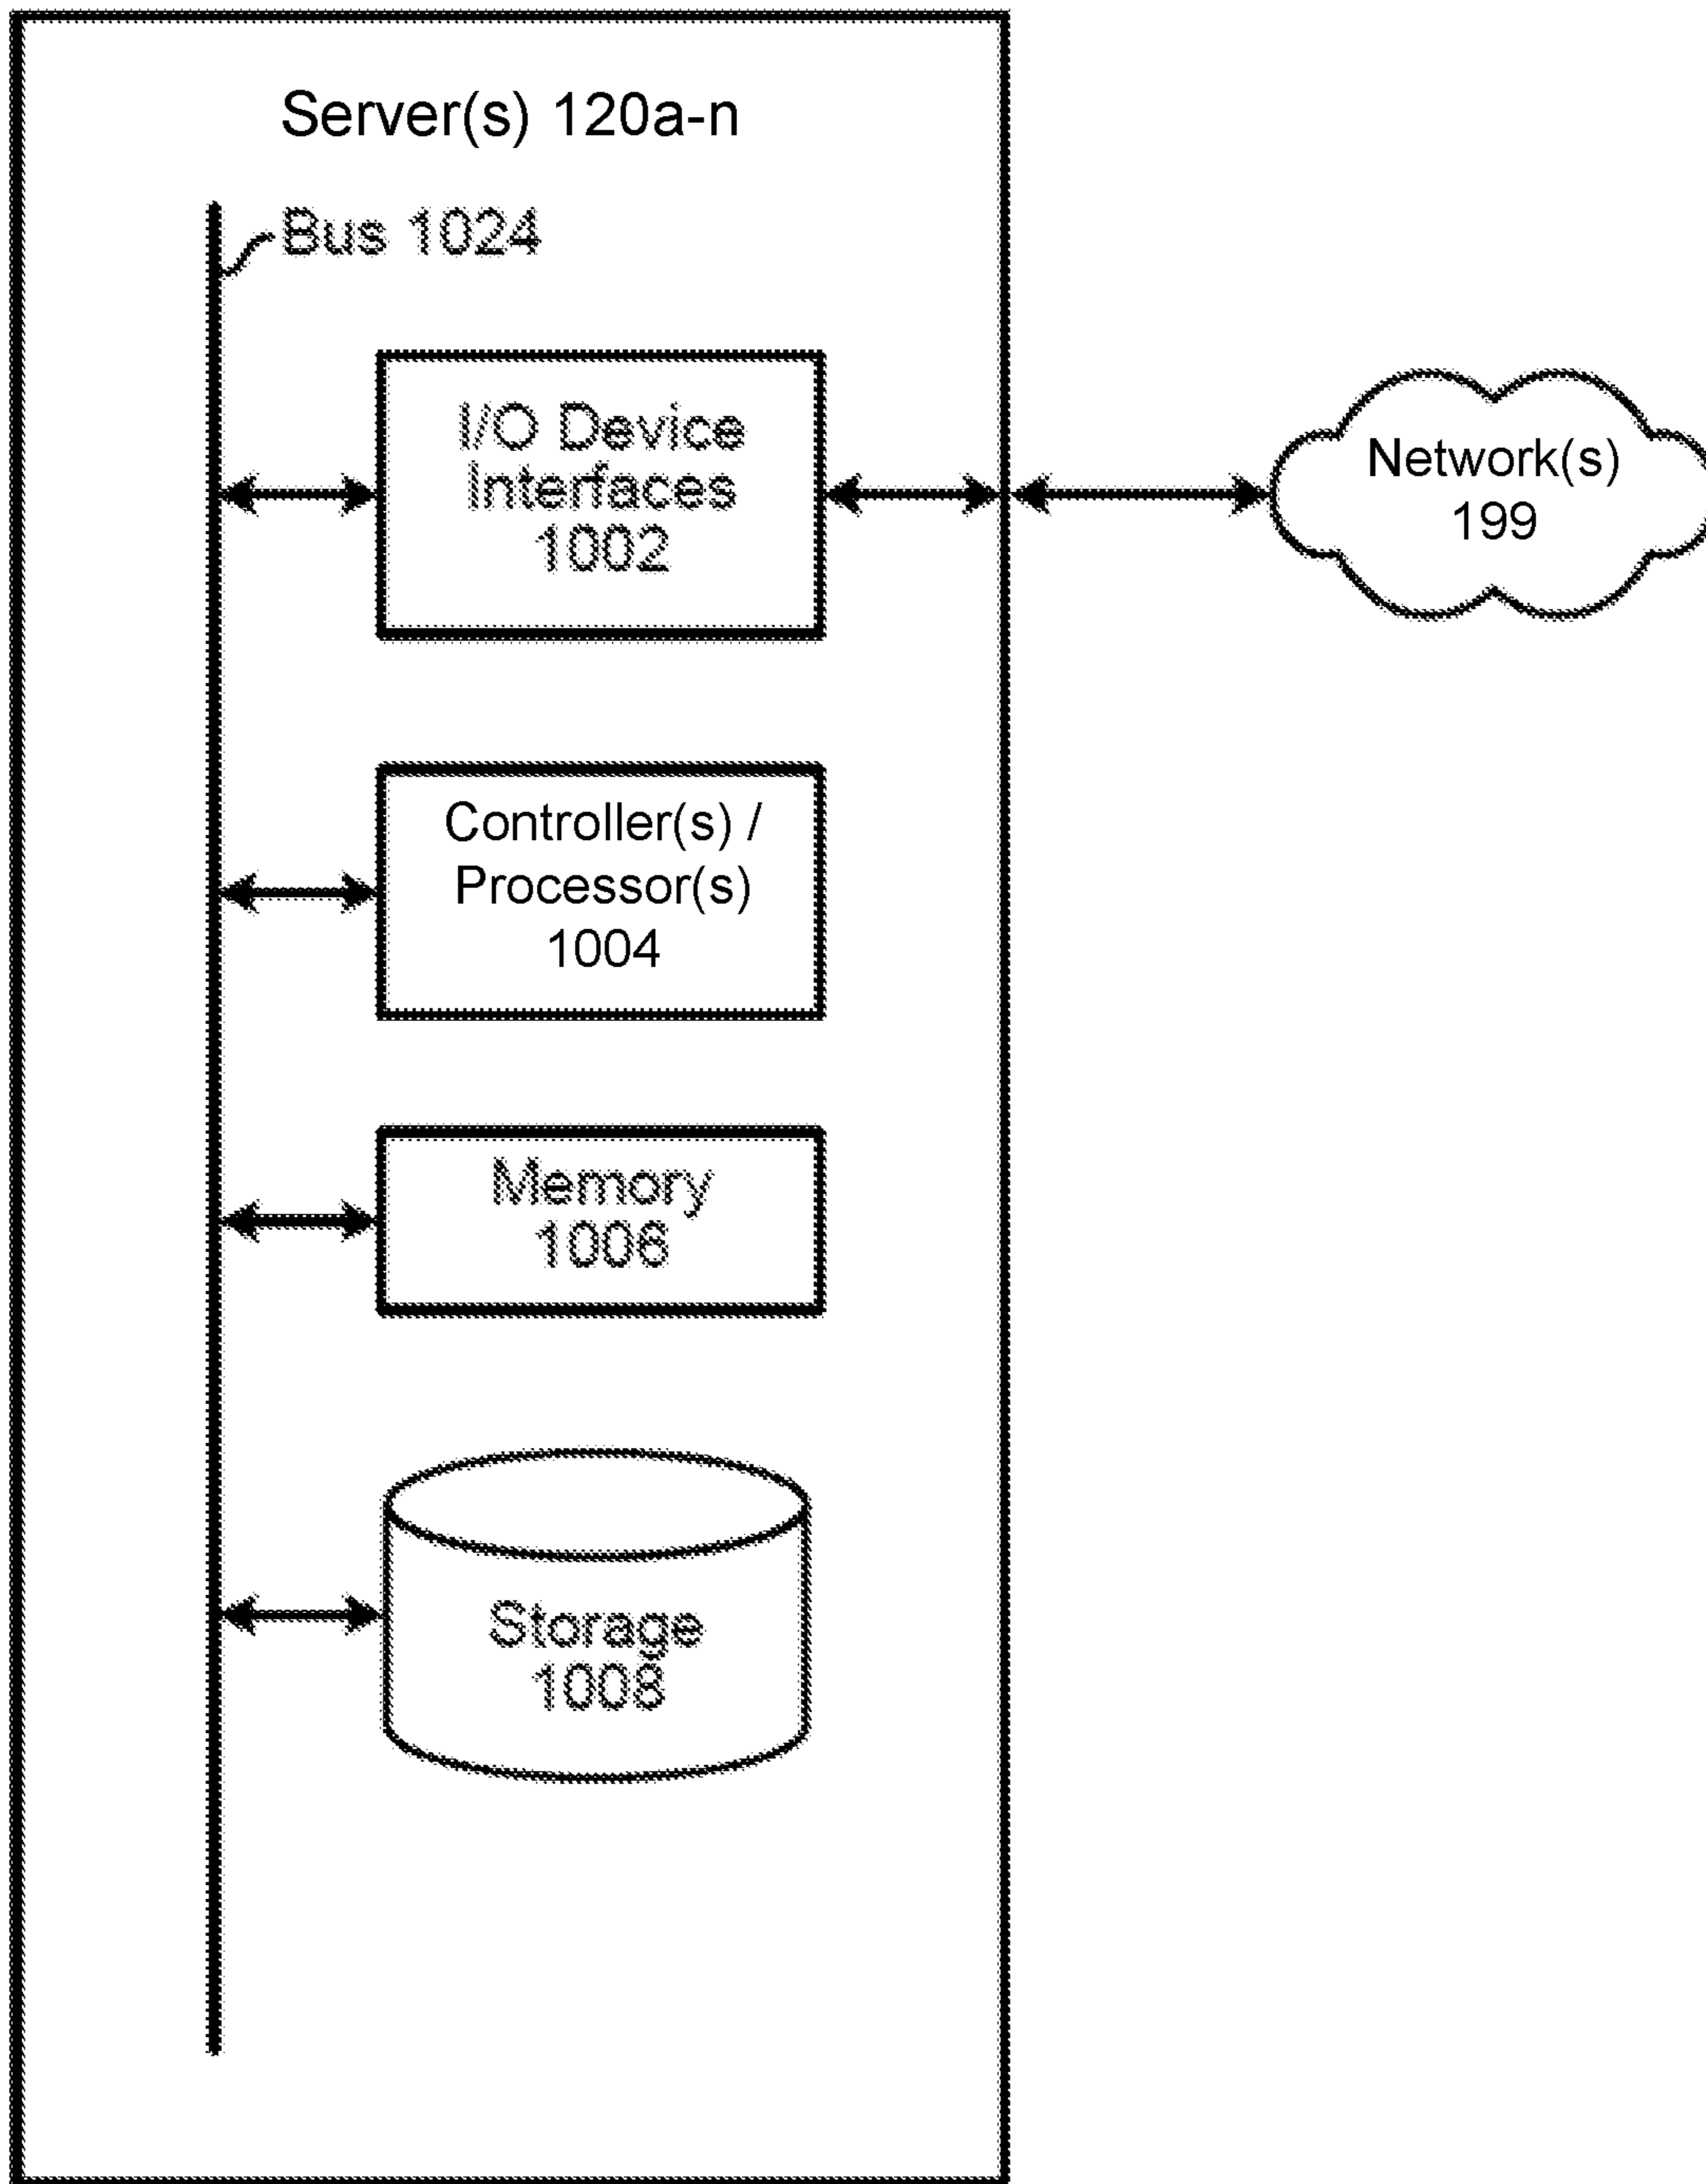 Server(s) 120a-n
Bus 1024
I/O Device
Interfaces
1002
Network(s)
199
Controller(s) /
Processor(s)
1004
Memory
1006
Storage
1008